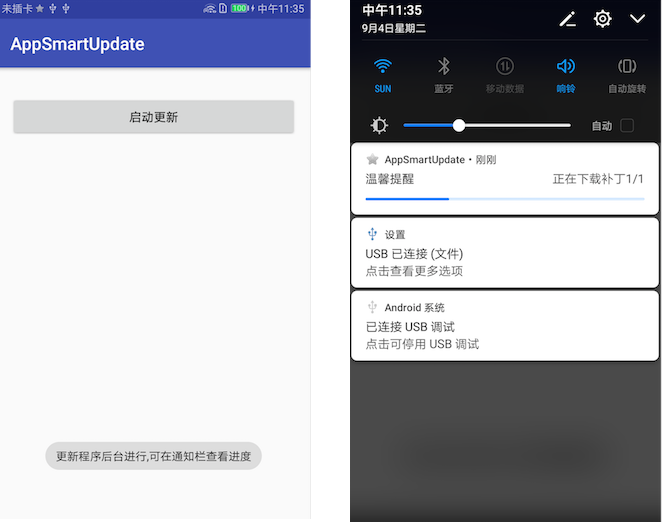 未插卡
100
中午11:35
AppSmartUpdate
启动更新
更新程序后台进行,可在通知栏查看进度
中午11:35
9月4日星期二
SUN
蓝牙
移动数据
响铃
自动旋转
自动
AppSmartUpdate • 刚刚
温馨提醒
正在下载补丁1/1
设置
USB 已连接 (文件)
点击查看更多选项
Android 系统
已连接 USB 调试
点击可停用 USB 调试